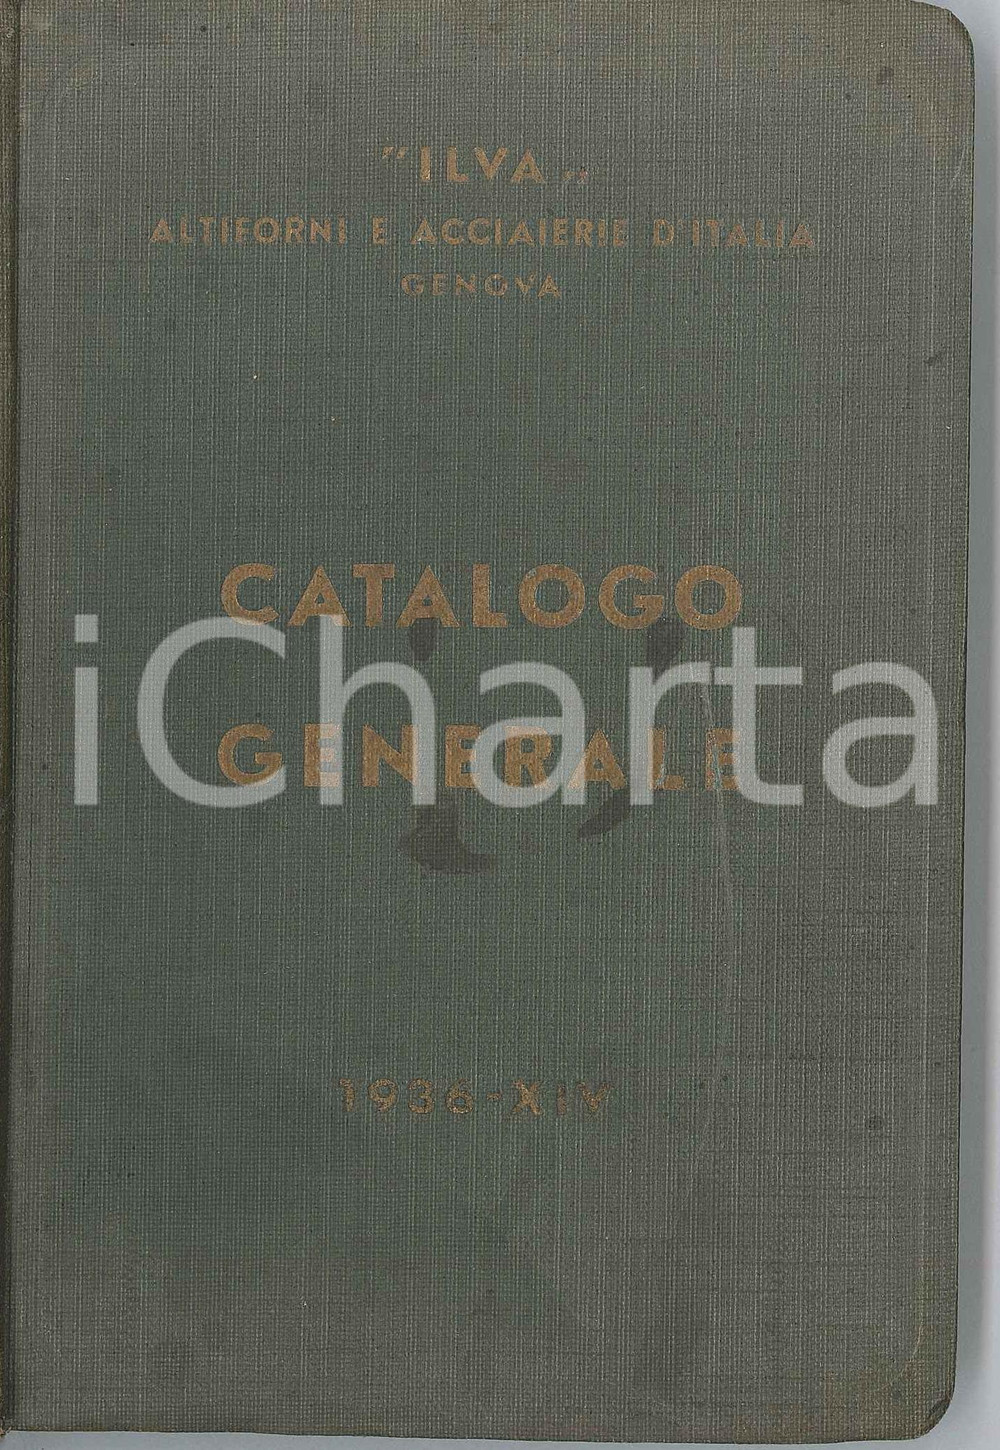 "ILVA„
ALTIFORNI E ACCIAIERIE D'ITALIA
GENOVA
CATALOGO
iCharta
GENERALE
1936-XIV